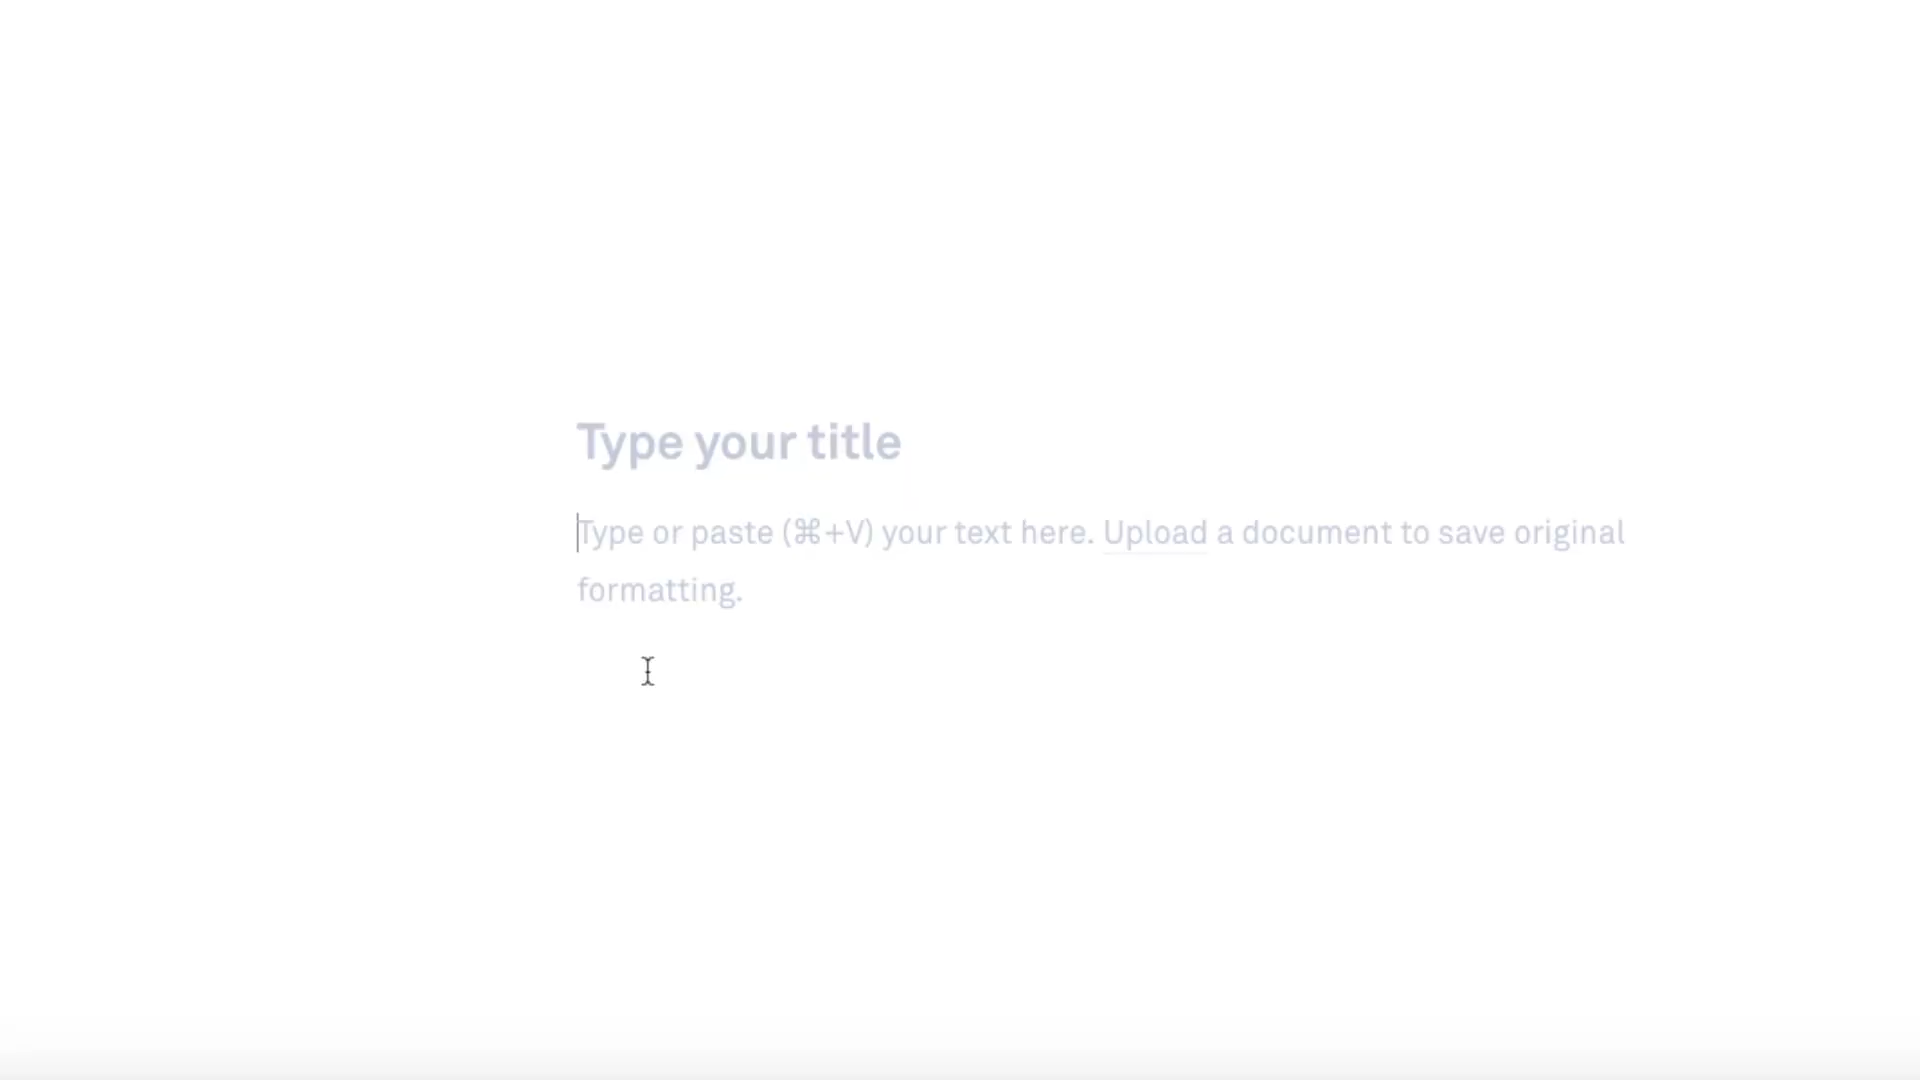 Type your title
Type or paste (⌘+V) your text here. Upload a document to save original
formatting.